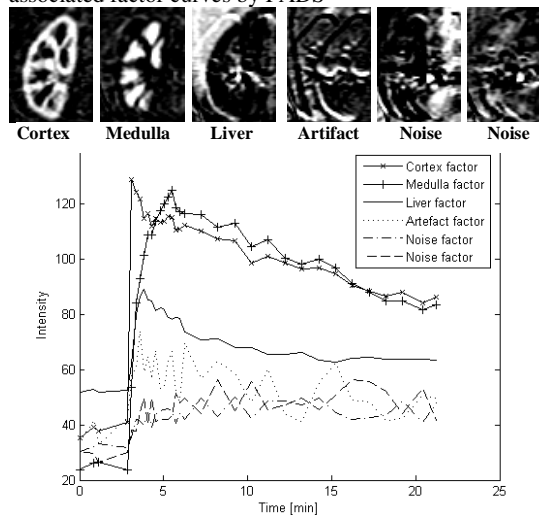 associated factor curves by FADS
Cortex Medulla Liver Artifact Noise Noise
Cortex factor
Medulla factor
Liver factor
Artefact factor
Noise factor
Noise factor
120
100
80
60
40
20
Intensity
0 5 10 15 20 25
Time [min]